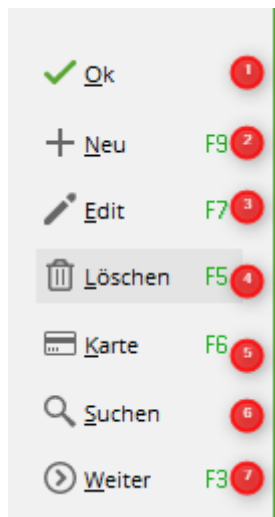 Ok 1
Neu F9 2
Edit F7 3
Löschen F5 4
Karte F6 5
Suchen 6
Weiter F3 7